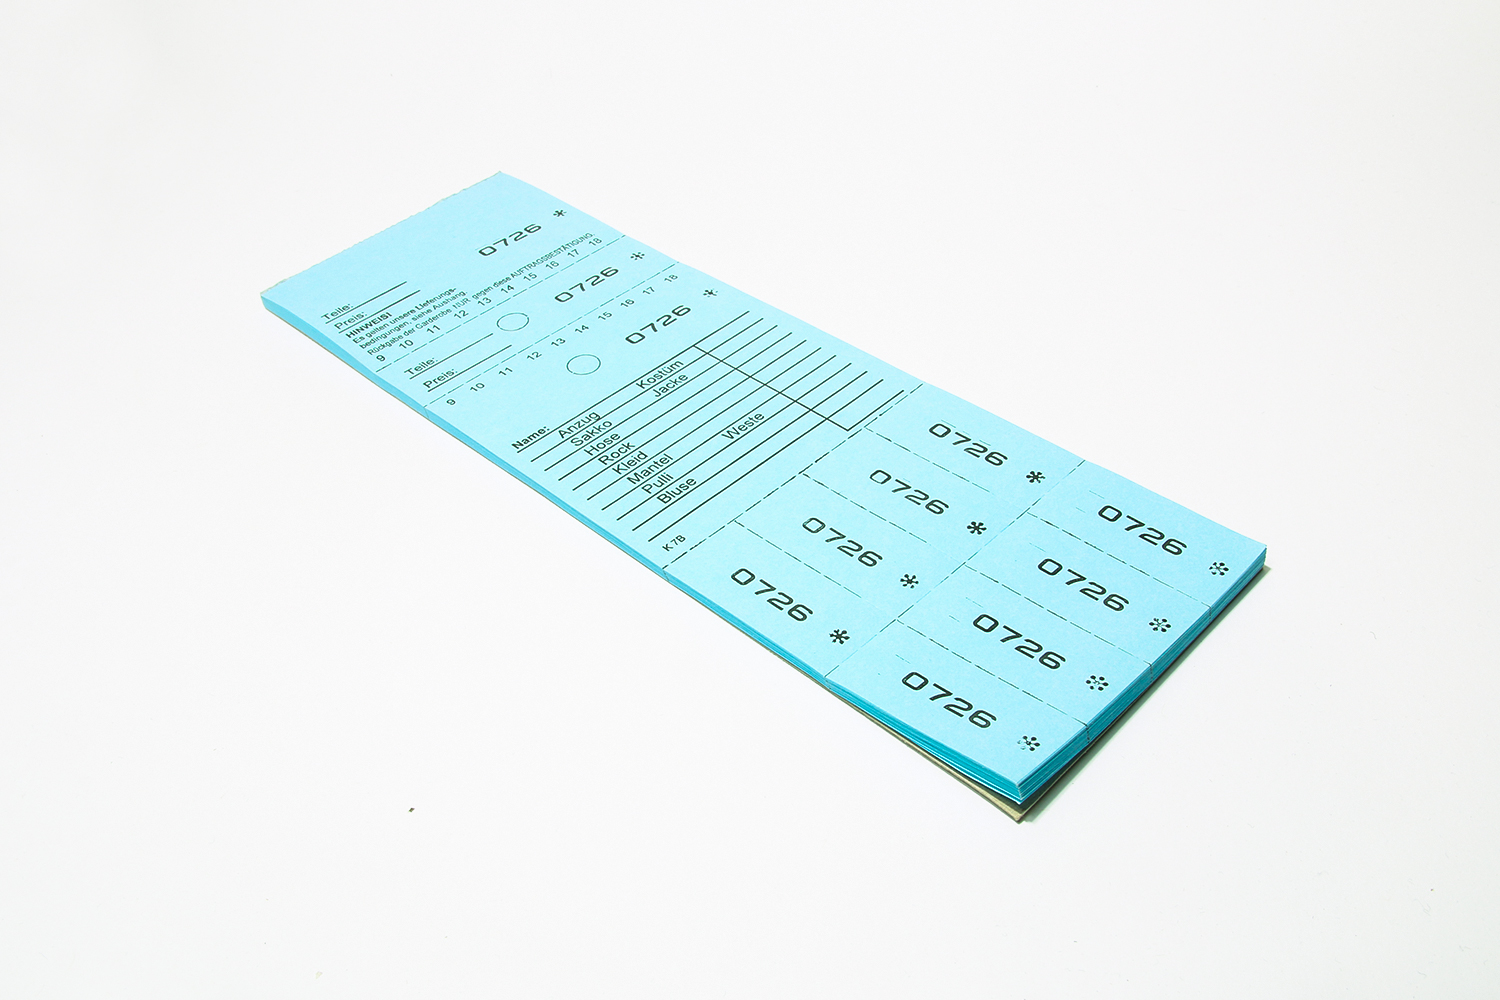 0726 *
Teile:
Preis:
HINWEIS!
Es gelten unsere Lieferungs-
bedingungen, siehe Aushang.
Rückgabe der Garderobe NUR gegen diese AUFTRAGSBESTÄTIGUNG.
9 10 11 12 13 14 15 16 17 18
0726 *
Teile:
Preis:
9 10 11 12 13 14 15 16 17 18
0726 *
Name:
Anzug Kostüm
Sakko Jacke
Hose
Rock
Kleid Weste
Mantel
Pulli
Bluse
K 7B
0726 *
0726 *
0726 *
0726 *
0726 *
0726 *
0726 *
0726 *